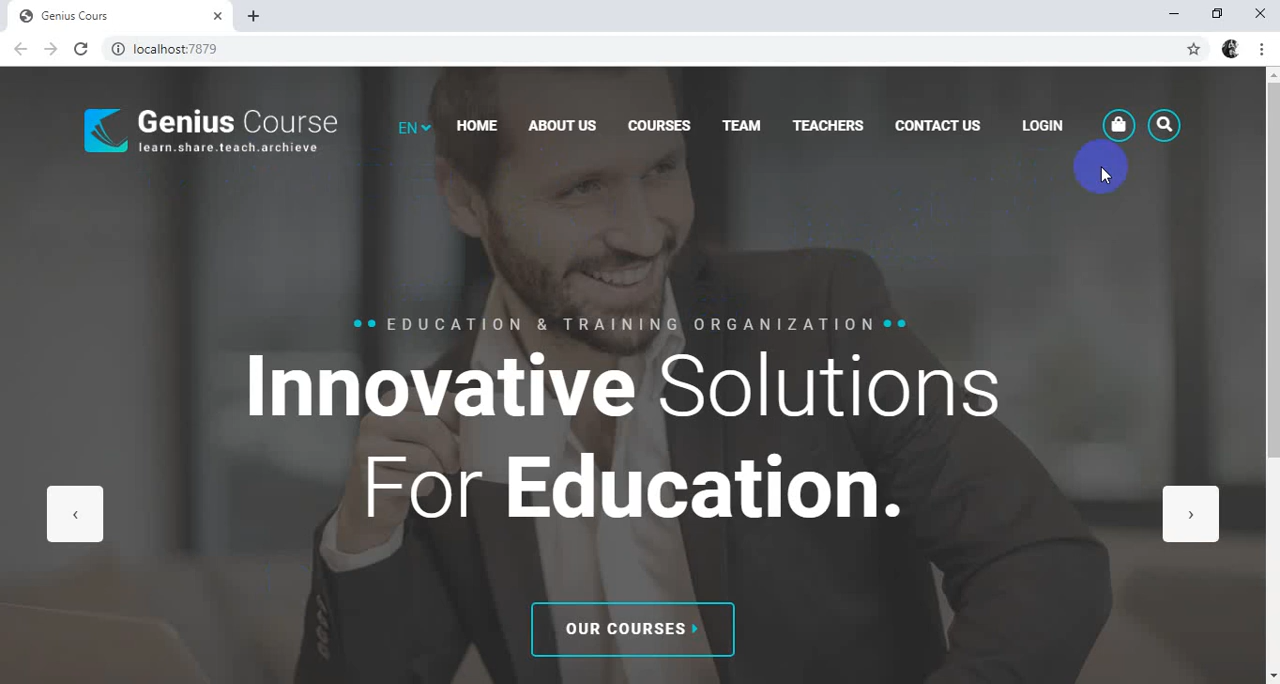 Genius Cours
localhost:7879
Genius Course
learn.share.teach.archieve
EN
HOME
ABOUT US
COURSES
TEAM
TEACHERS
CONTACT US
LOGIN
EDUCATION & TRAINING ORGANIZATION
Innovative Solutions
For Education.
OUR COURSES